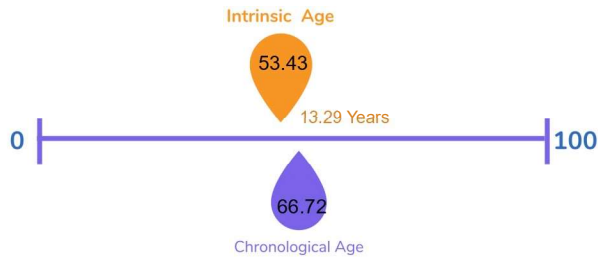 Intrinsic Age
53.43
13.29 Years
0
100
66.72
Chronological Age